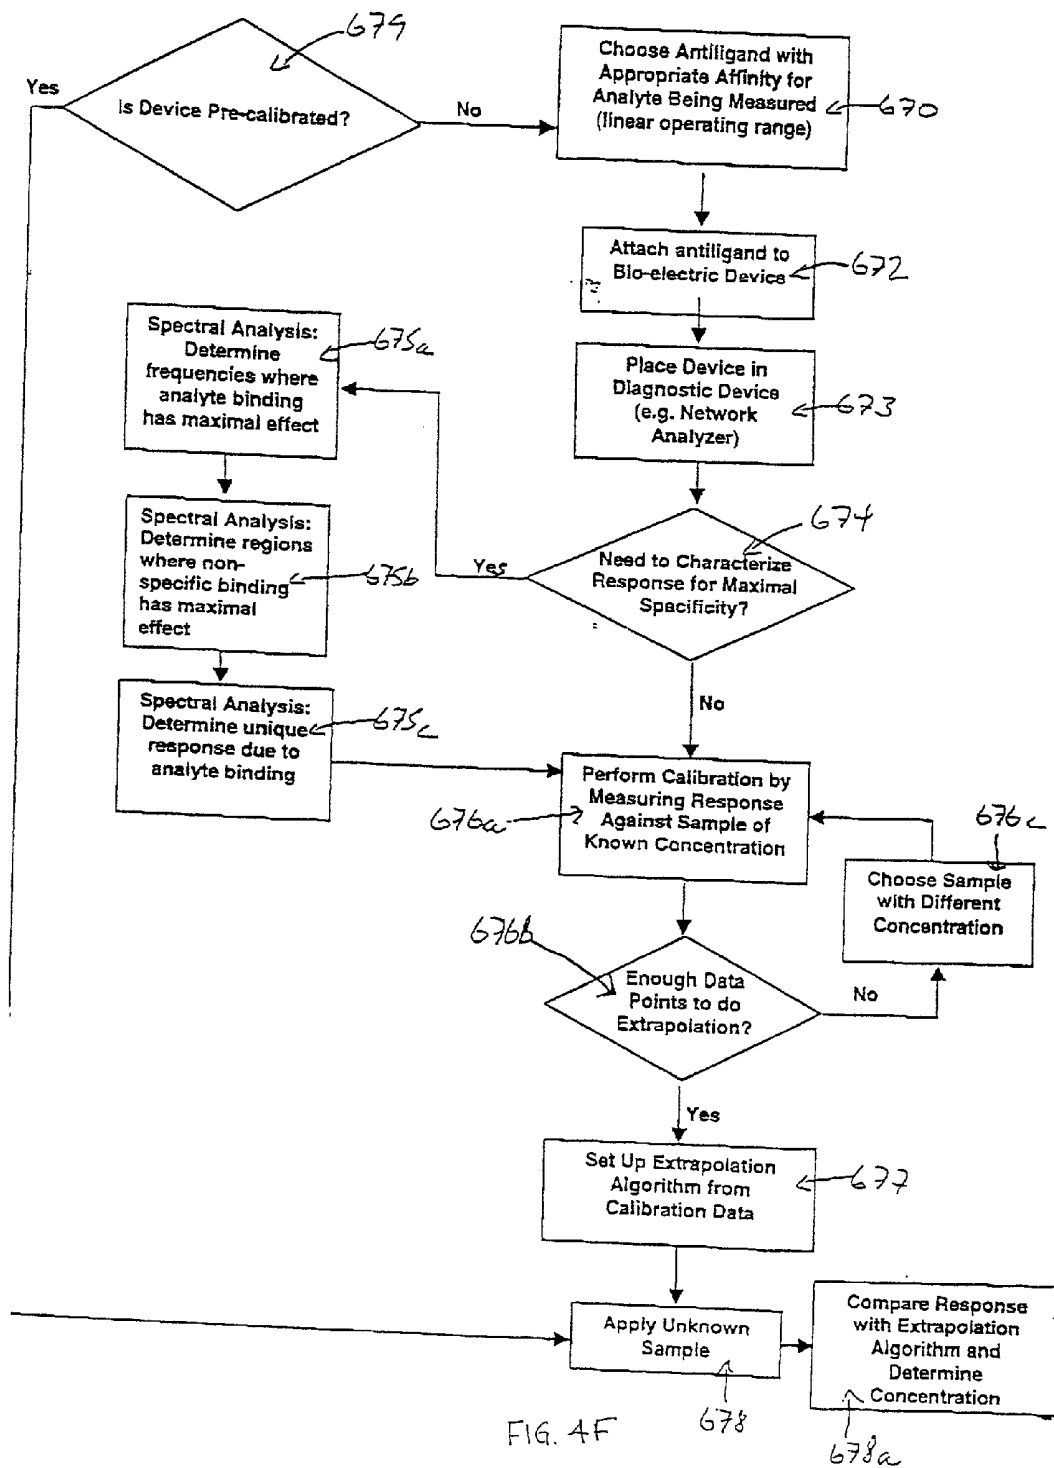 679
Yes
Is Device Pre-calibrated?
No
Choose Antiligand with
Appropriate Affinity for
Analyte Being Measured
(linear operating range)
670
Attach antiligand to
Bio-electric Device
672
Place Device in
Diagnostic Device
(e.g. Network
Analyzer)
673
Spectral Analysis:
Determine
frequencies where
analyte binding
has maximal effect
675a
Spectral Analysis:
Determine regions
where non-
specific binding
has maximal
effect
675b
Yes
Need to Characterize
Response for Maximal
Specificity?
674
Spectral Analysis:
Determine unique
response due to
analyte binding
675c
No
Perform Calibration by
Measuring Response
Against Sample of
Known Concentration
676a
676c
Choose Sample
with Different
Concentration
676b
Enough Data
Points to do
Extrapolation?
No
Yes
Set Up Extrapolation
Algorithm from
Calibration Data
677
Apply Unknown
Sample
678
Compare Response
with Extrapolation
Algorithm and
Determine
Concentration
678a
FIG. 4F